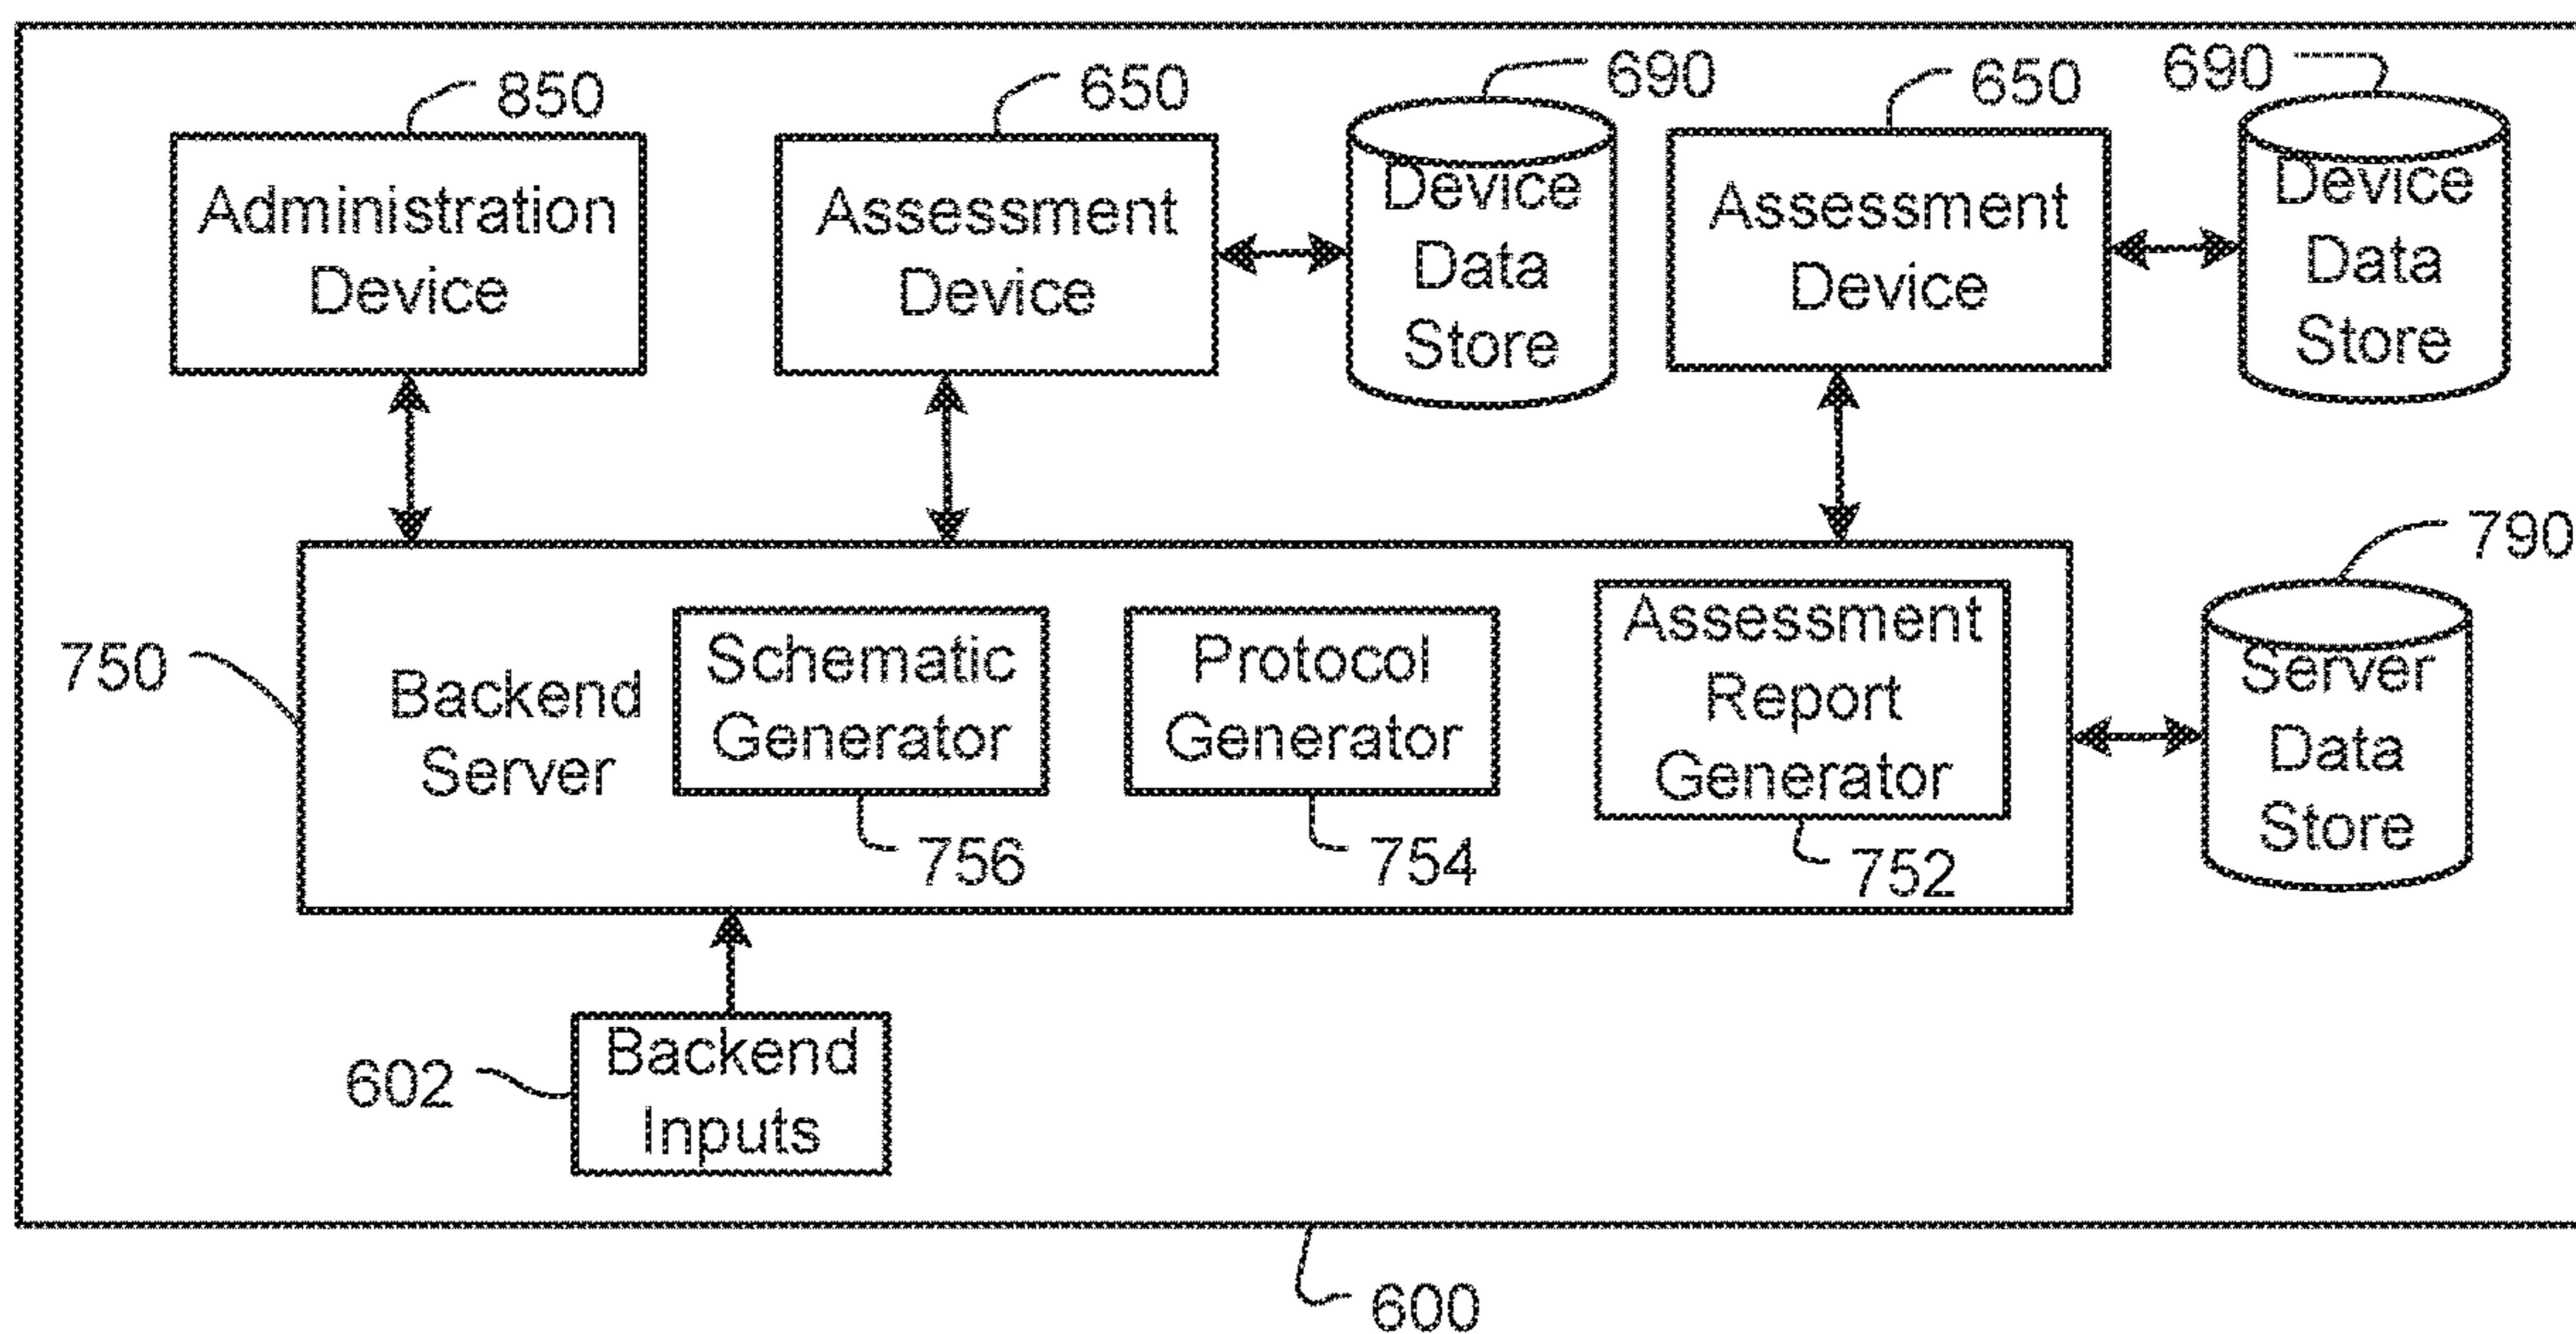 850
650
690
650
690
Administration
Device
Assessment
Device
Device
Data
Store
Assessment
Device
Device
Data
Store
750
Backend
Server
Schematic
Generator
756
Protocol
Generator
754
Assessment
Report
Generator
752
790
Server
Data
Store
602
Backend
Inputs
600